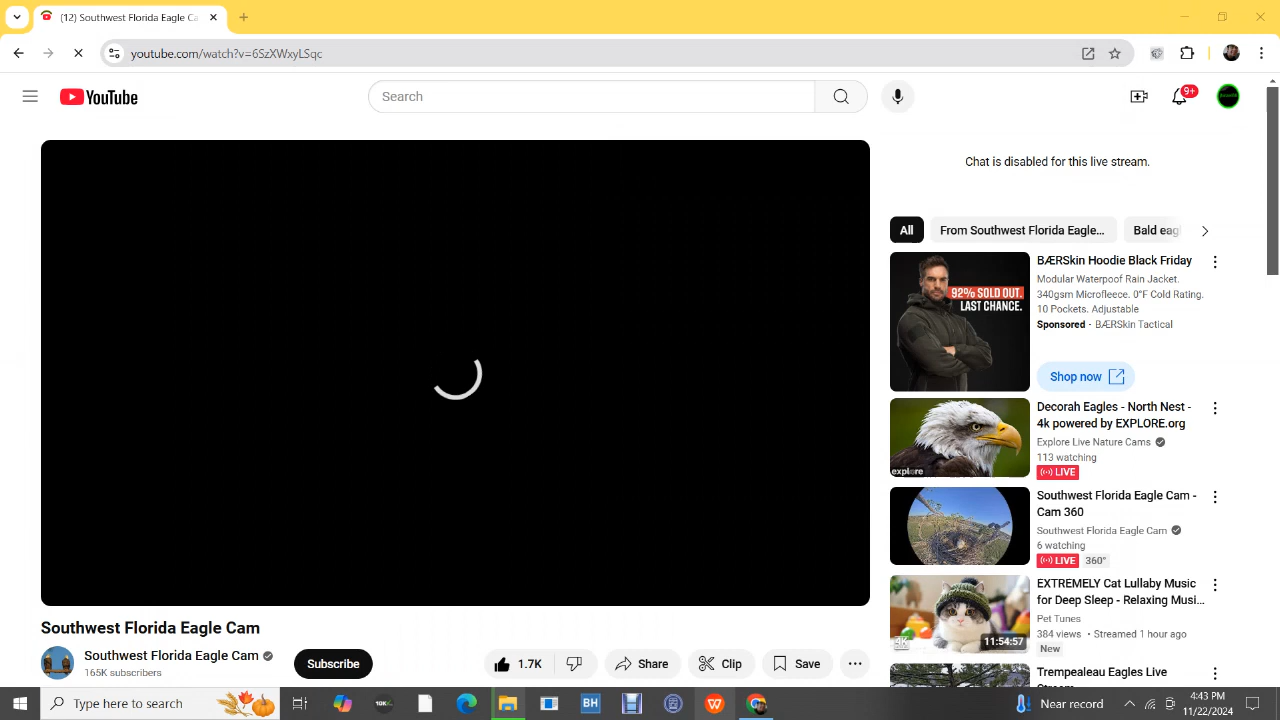 (12) Southwest Florida Eagle Ca
youtube.com/watch?v=6SzXWxyLSqc
YouTube
Search
9+
Chat is disabled for this live stream.
All
From Southwest Florida Eagle...
Bald eagl
92% SOLD OUT.
LAST CHANCE.
BÆRSkin Hoodie Black Friday
Modular Waterpoof Rain Jacket.
340gsm Microfleece. 0°F Cold Rating.
10 Pockets. Adjustable
Sponsored · BÆRSkin Tactical
Shop now
explore
Decorah Eagles - North Nest -
4k powered by EXPLORE.org
Explore Live Nature Cams
113 watching
LIVE
Southwest Florida Eagle Cam -
Cam 360
Southwest Florida Eagle Cam
6 watching
LIVE 360°
4K
11:54:57
EXTREMELY Cat Lullaby Music
for Deep Sleep - Relaxing Musi...
Pet Tunes
384 views • Streamed 1 hour ago
New
Trempealeau Eagles Live
Southwest Florida Eagle Cam
Southwest Florida Eagle Cam
165K subscribers
Subscribe
1.7K
Share
Clip
Save
Type here to search
10K
BH
W
Near record
4:43 PM
11/22/2024